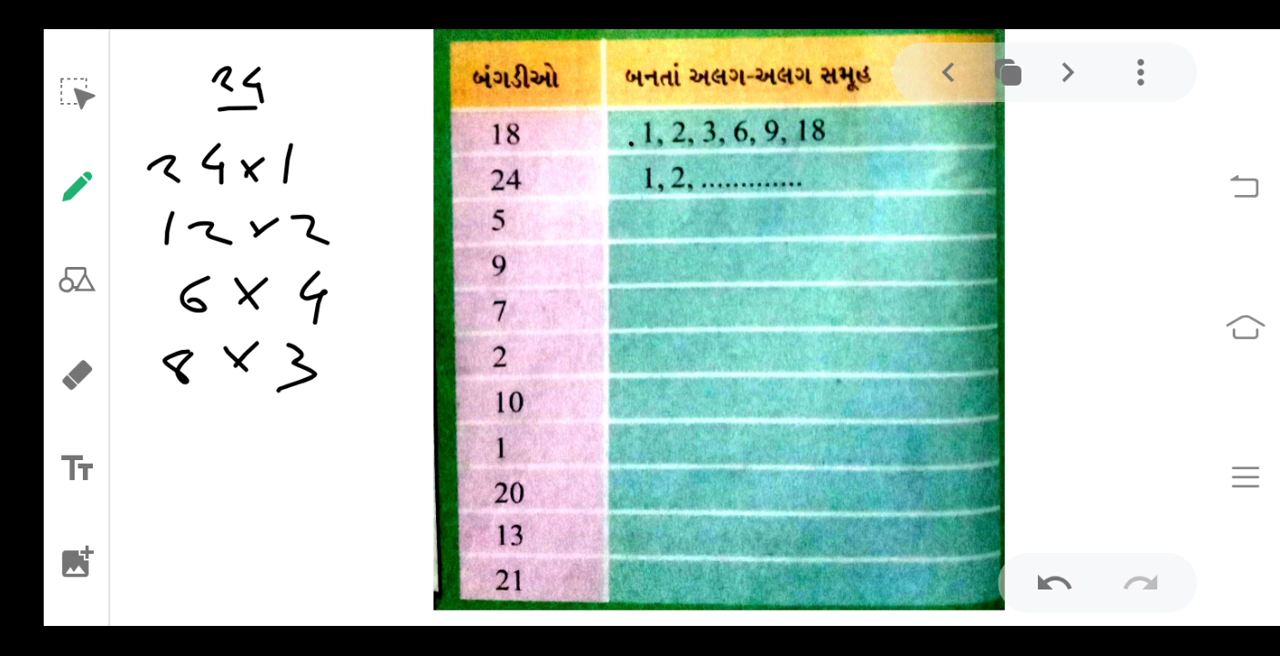 24
24 x 1
12 x 2
6 x 4
8 x 3
બંગડીઓ બનતાં અલગ-અલગ સમૂહ
18 . 1, 2, 3, 6, 9, 18
24 1, 2, .............
5
9
7
2
10
1
20
13
21
TT